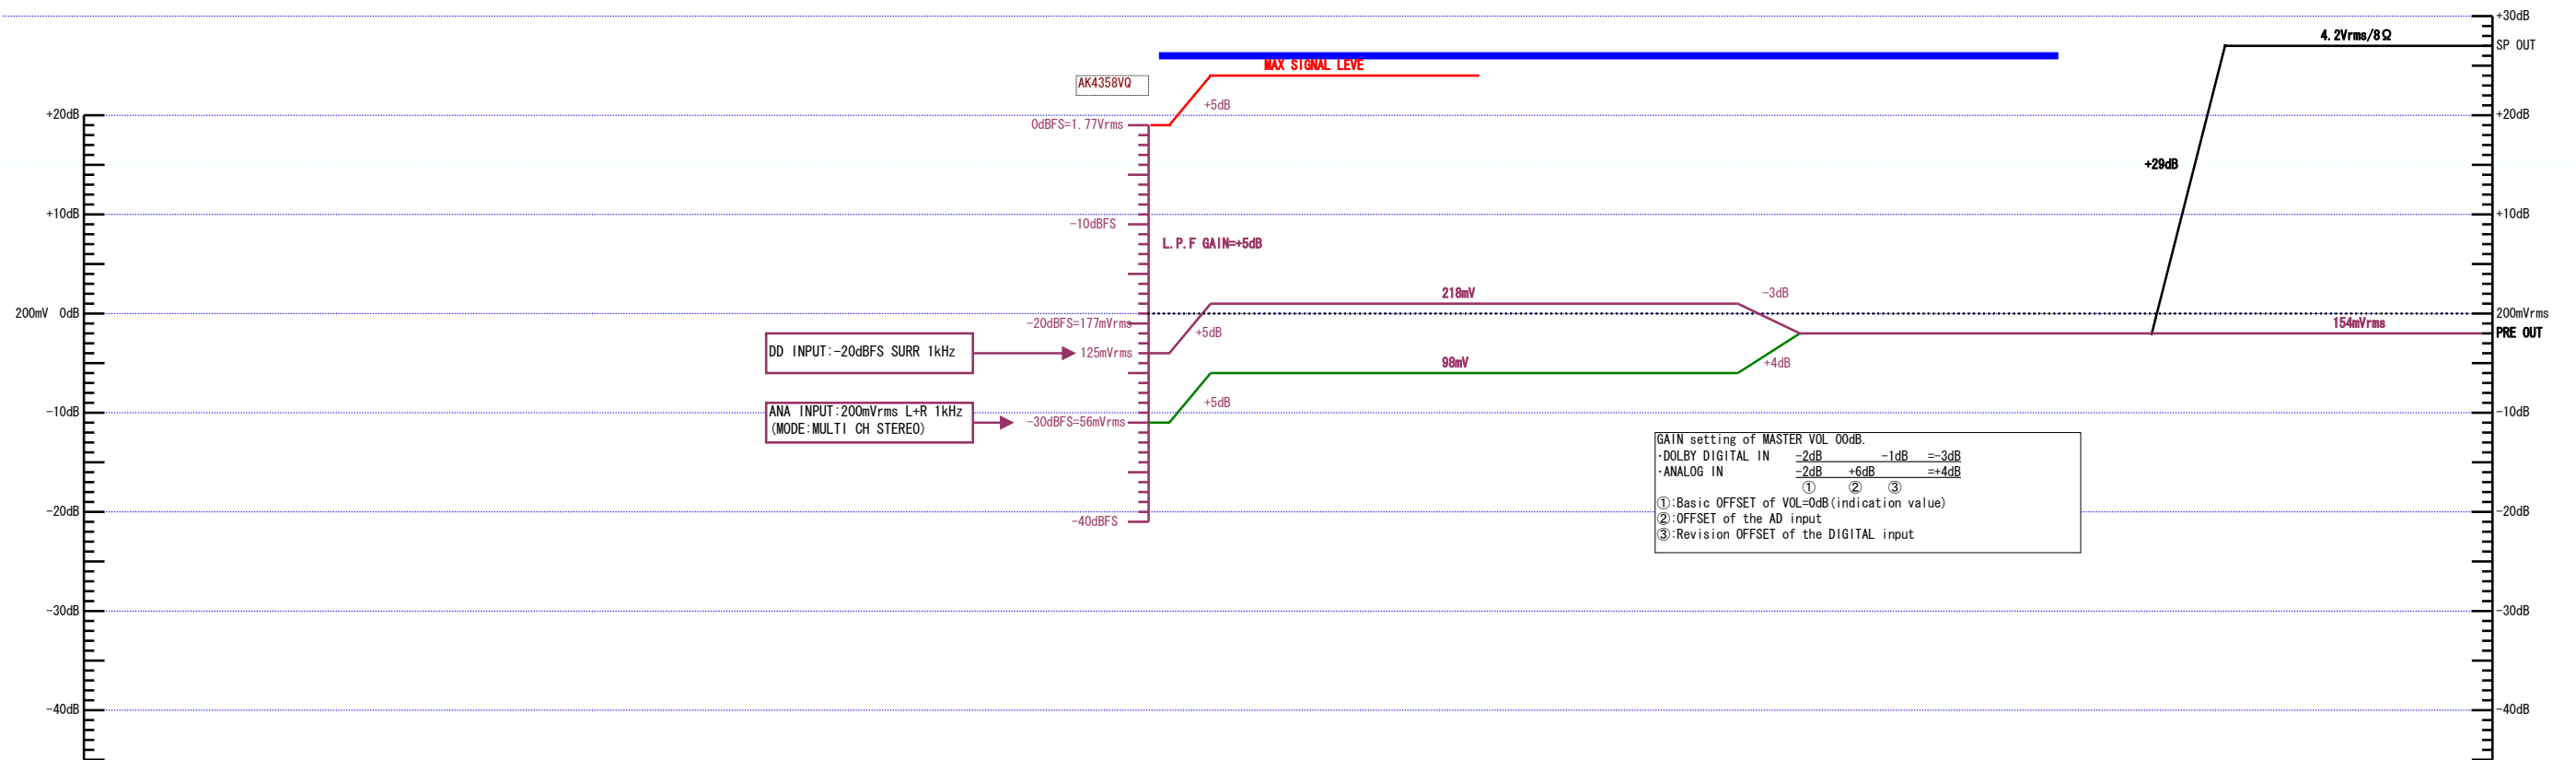 +30dB
4.2Vrms/8Ω
SP OUT
MAX SIGNAL LEVE
AK4358VQ
+5dB
+20dB
0dBFS=1.77Vrms
+20dB
+29dB
+10dB
-10dBFS
+10dB
L.P.F GAIN=+5dB
218mV
-3dB
200mV 0dB
-20dBFS=177mVrms
200mVrms
154mVrms
+5dB
PRE OUT
DD INPUT:-20dBFS SURR 1kHz
125mVrms
98mV
+4dB
+5dB
-10dB
ANA INPUT:200mVrms L+R 1kHz
(MODE:MULTI CH STEREO)
-30dBFS=56mVrms
-10dB
GAIN setting of MASTER VOL 00dB.
·DOLBY DIGITAL IN -2dB -1dB =-3dB
·ANALOG IN -2dB +6dB =+4dB
① ② ③
①:Basic OFFSET of VOL=0dB(indication value)
②:OFFSET of the AD input
③:Revision OFFSET of the DIGITAL input
-20dB
-40dBFS
-20dB
-30dB
-30dB
-40dB
-40dB